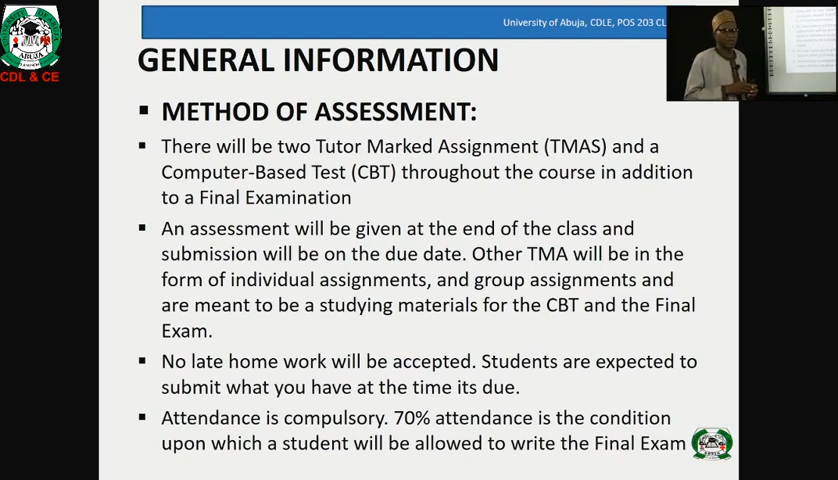 University of Abuja, CDLE, POS 203 CL
CDL & CE
GENERAL INFORMATION
METHOD OF ASSESSMENT:
There will be two Tutor Marked Assignment (TMAS) and a
Computer-Based Test (CBT) throughout the course in addition
to a Final Examination
An assessment will be given at the end of the class and
submission will be on the due date. Other TMA will be in the
form of individual assignments, and group assignments and
are meant to be a studying materials for the CBT and the Final
Exam.
No late home work will be accepted. Students are expected to
submit what you have at the time its due.
Attendance is compulsory. 70% attendance is the condition
upon which a student will be allowed to write the Final Exam